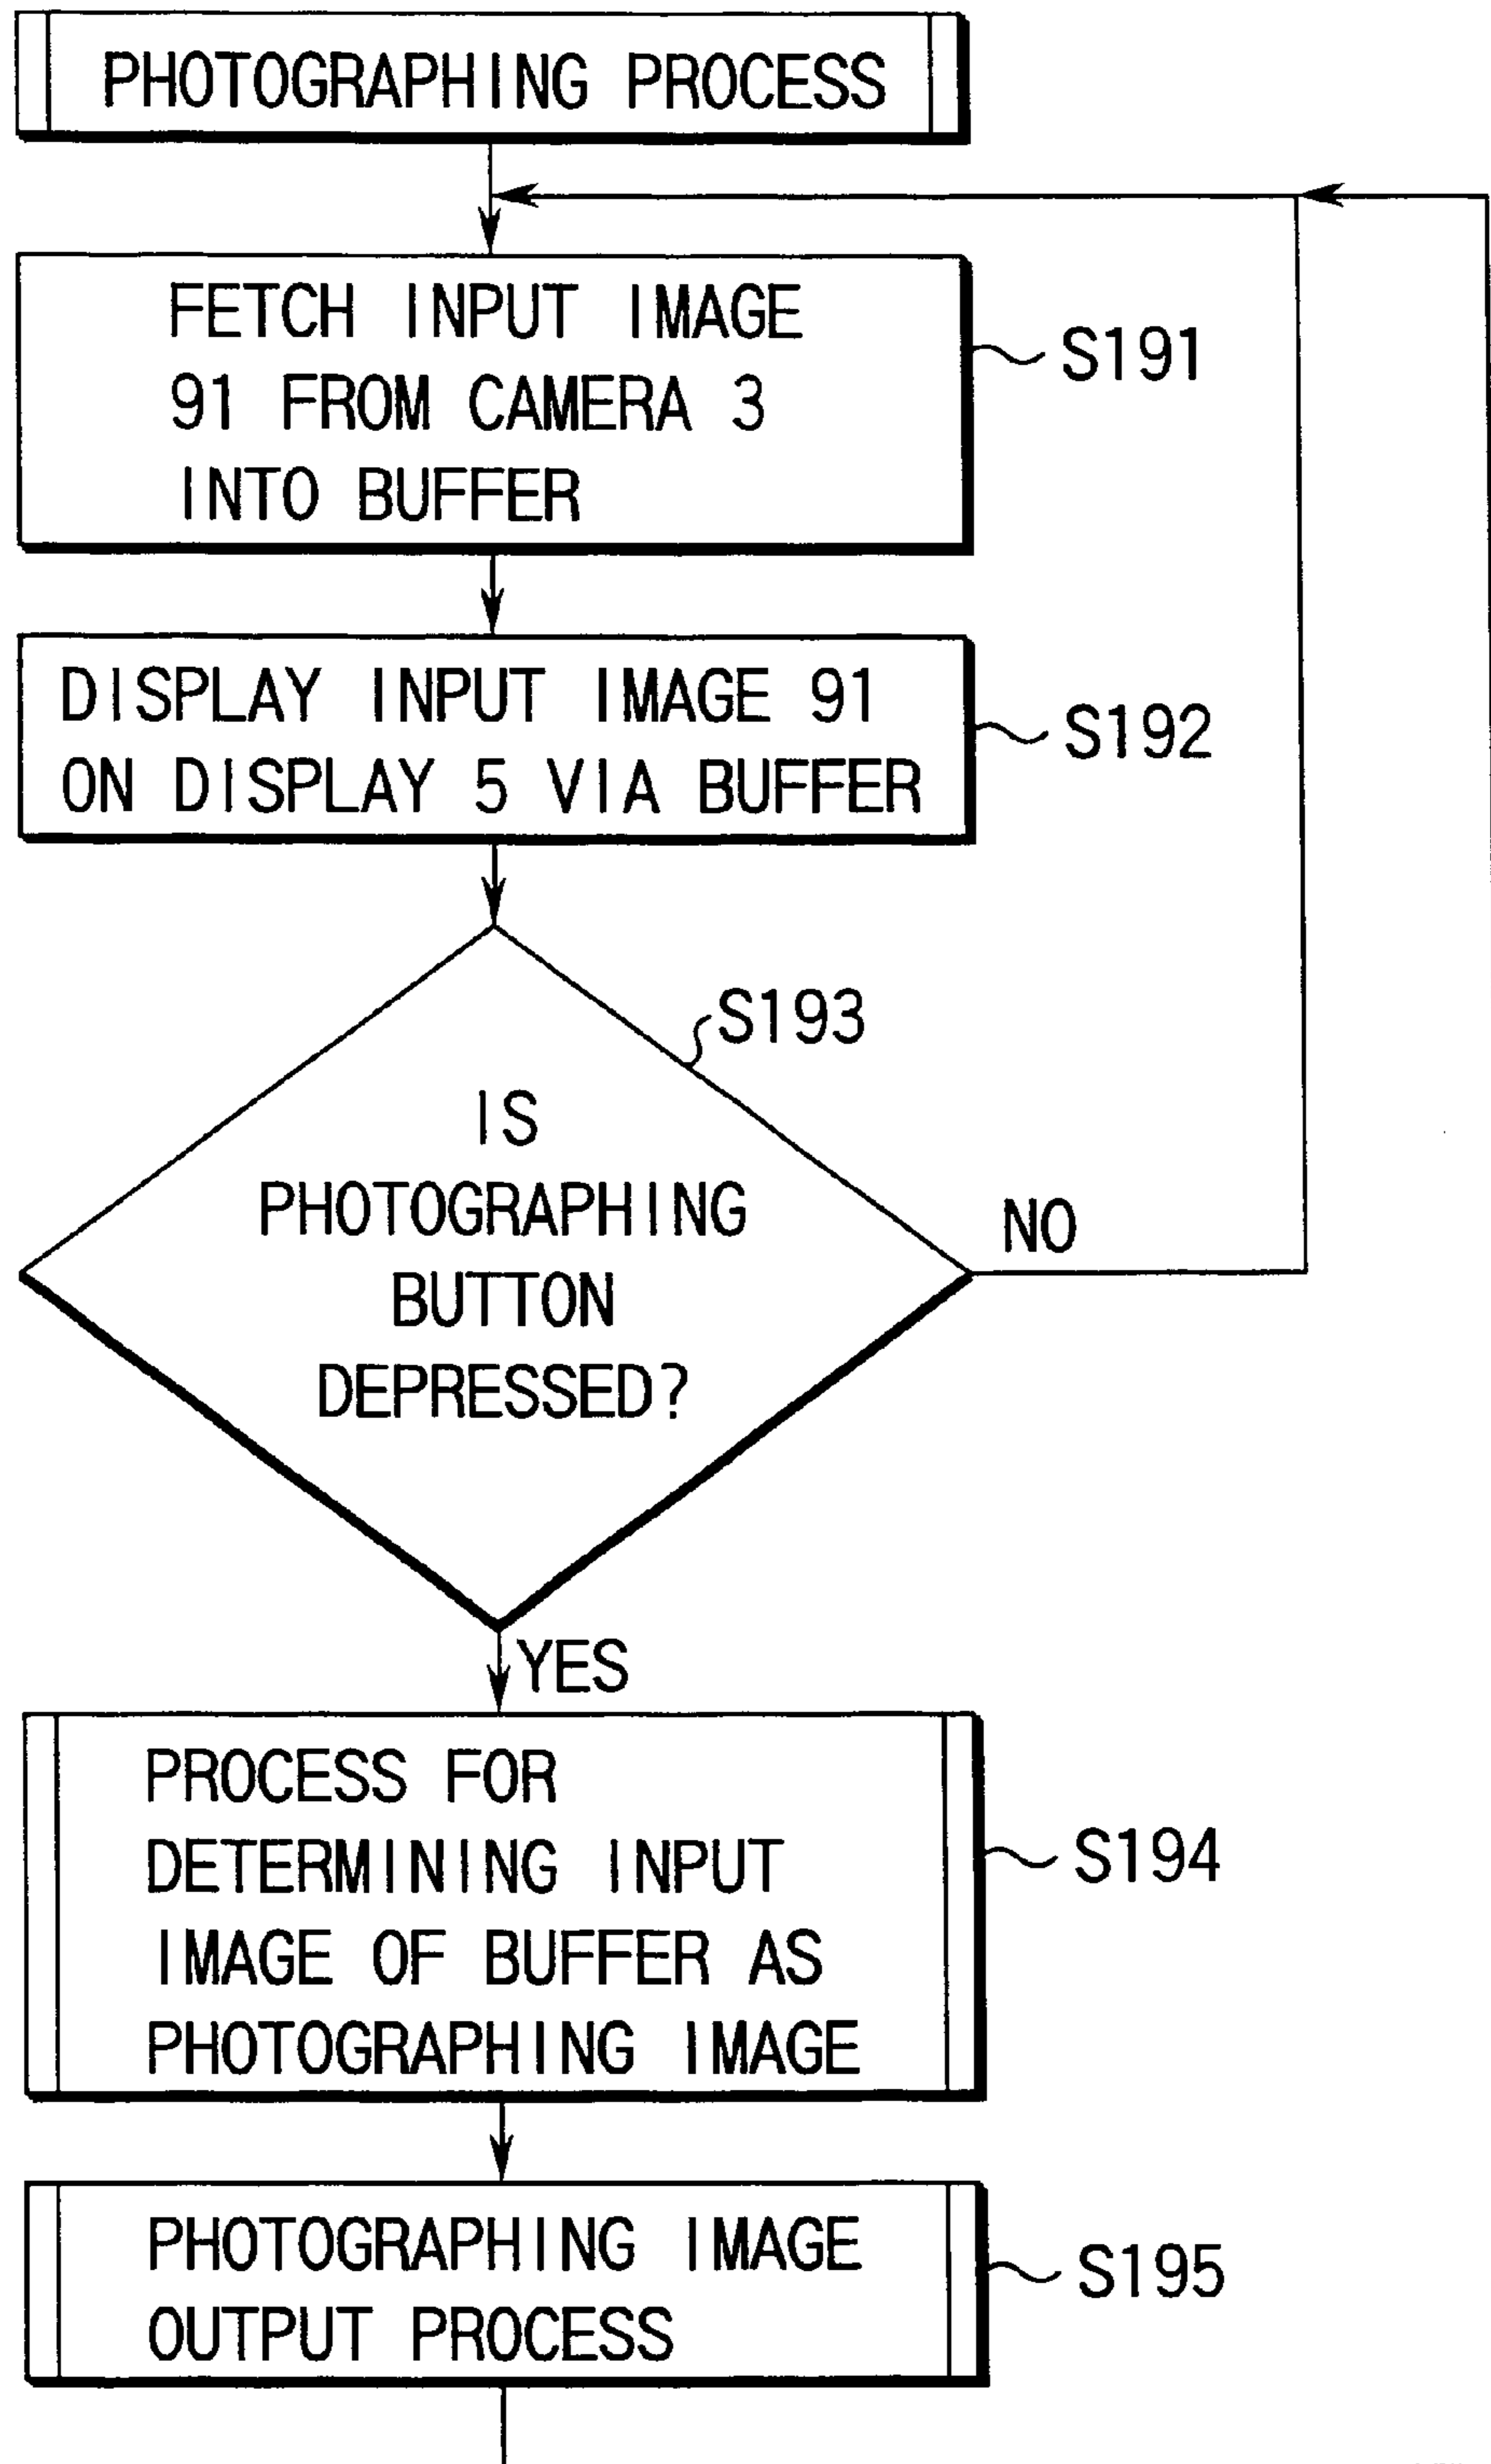 PHOTOGRAPHING PROCESS
FETCH INPUT IMAGE
91 FROM CAMERA 3
INTO BUFFER
S191
DISPLAY INPUT IMAGE 91
ON DISPLAY 5 VIA BUFFER
S192
S193
IS
PHOTOGRAPHING
BUTTON
DEPRESSED?
NO
YES
PROCESS FOR
DETERMINING INPUT
IMAGE OF BUFFER AS
PHOTOGRAPHING IMAGE
S194
PHOTOGRAPHING IMAGE
OUTPUT PROCESS
S195